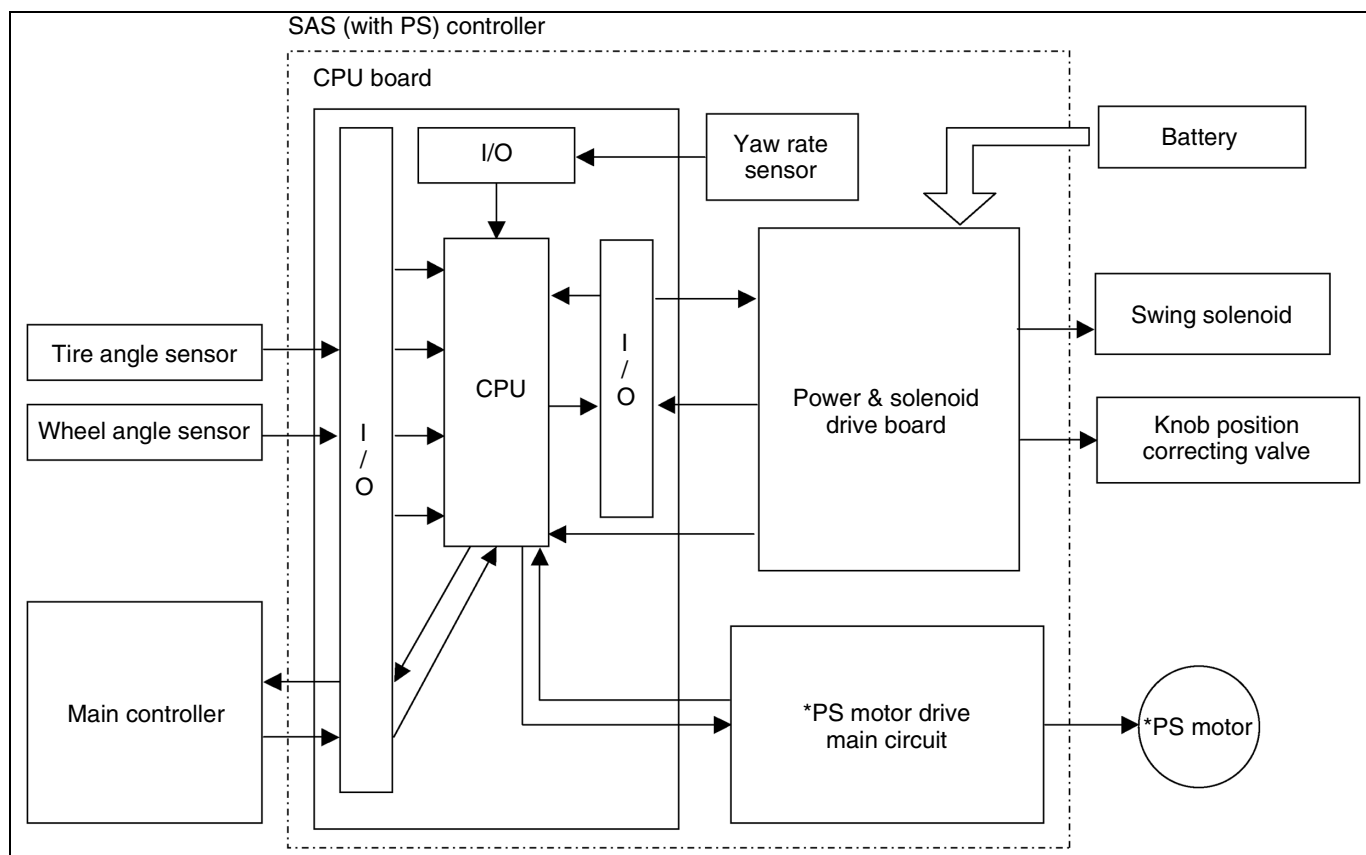 SAS (with PS) controller
CPU board
I/O
Yaw rate
sensor
Battery
Tire angle sensor
Wheel angle sensor
I
/
O
CPU
I
/
O
Power & solenoid
drive board
Swing solenoid
Knob position
correcting valve
Main controller
*PS motor drive
main circuit
*PS motor